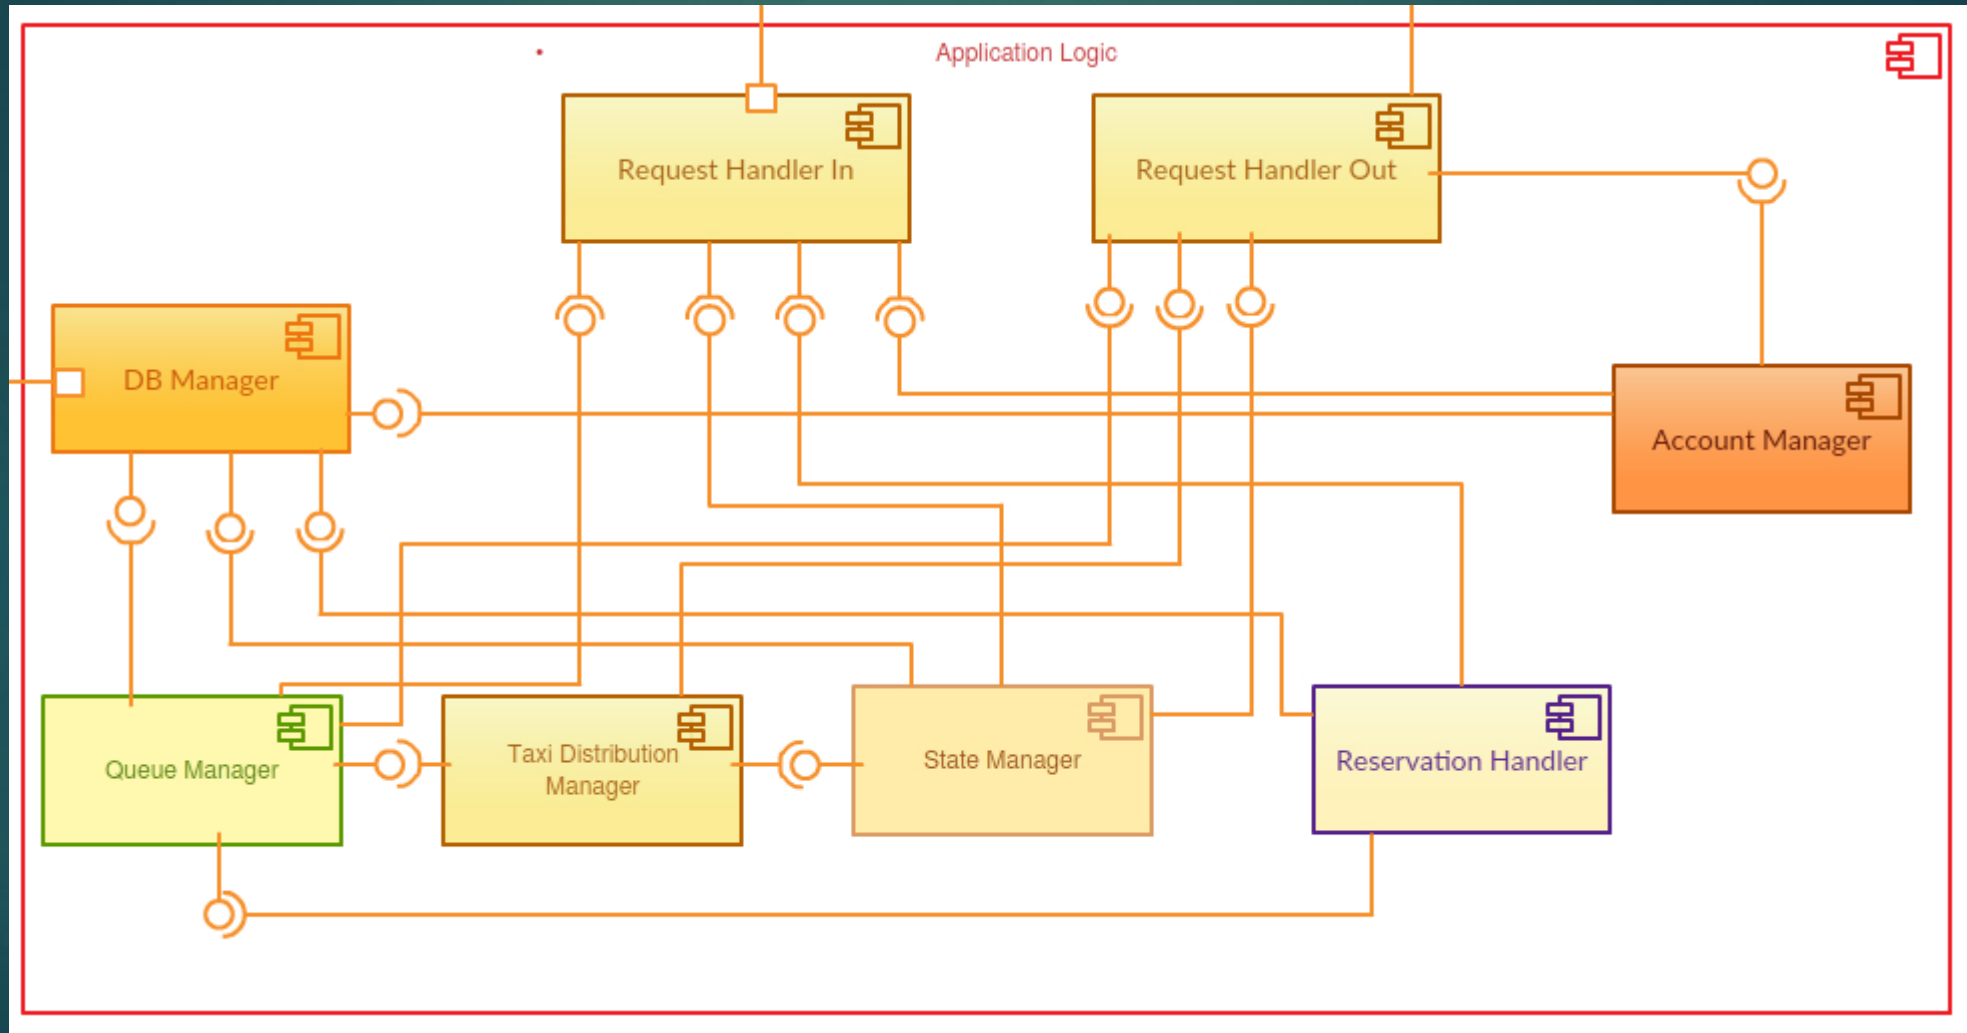 Application Logic
Request Handler In
Request Handler Out
DB Manager
Account Manager
Queue Manager
Taxi Distribution
Manager
State Manager
Reservation Handler